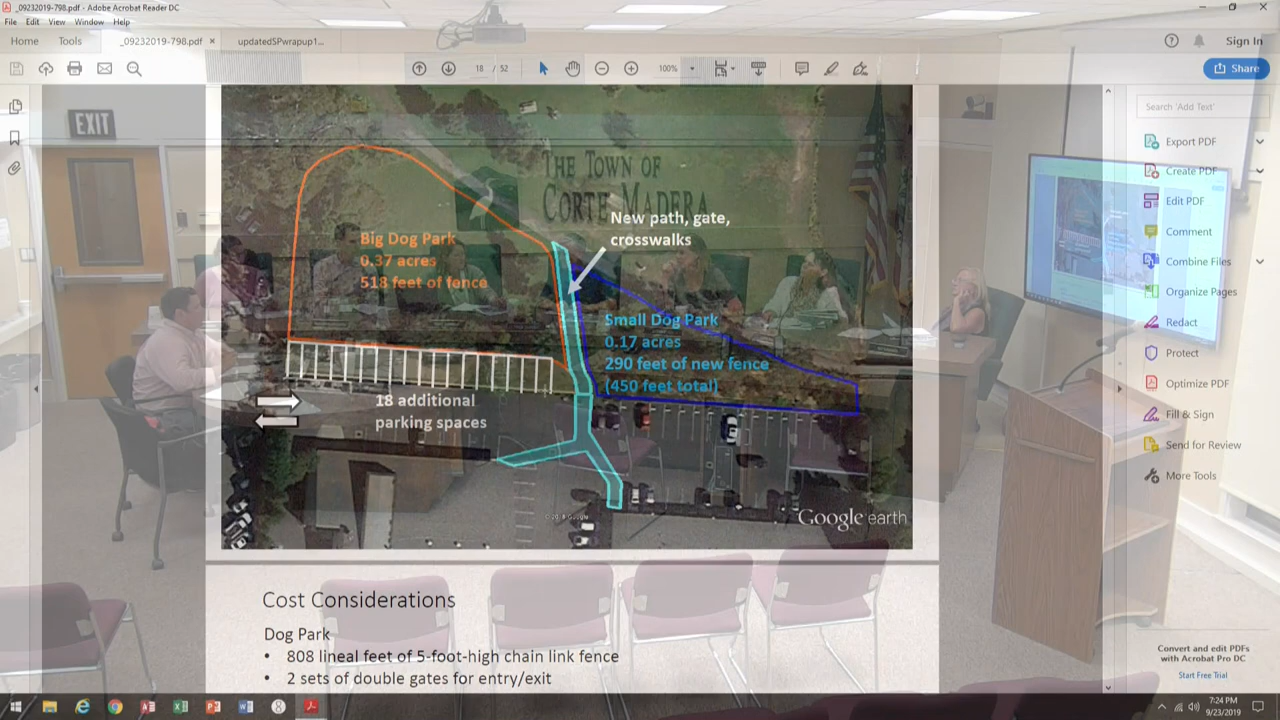 _09232019-798.pdf - Adobe Acrobat Reader DC
File Edit View Window Help
Home Tools _09232019-798.pdf × updatedSPwrapup1... Sign In
18 / 52 100% Share
EXIT
THE TOWN OF
CORTE MADERA
New path, gate,
crosswalks
Big Dog Park
0.37 acres
518 feet of fence
Small Dog Park
0.17 acres
290 feet of new fence
(450 feet total)
18 additional
parking spaces
© 2018 Google
Google earth
Cost Considerations
Dog Park
• 808 lineal feet of 5-foot-high chain link fence
• 2 sets of double gates for entry/exit
Search 'Add Text'
Export PDF
Create PDF
Edit PDF
Comment
Combine Files
Organize Pages
Redact
Protect
Optimize PDF
Fill & Sign
Send for Review
More Tools
Convert and edit PDFs
with Acrobat Pro DC
Start Free Trial
7:24 PM
9/23/2019